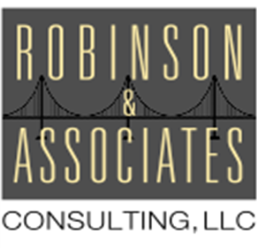 ROBINSON
&
ASSOCIATES
CONSULTING, LLC